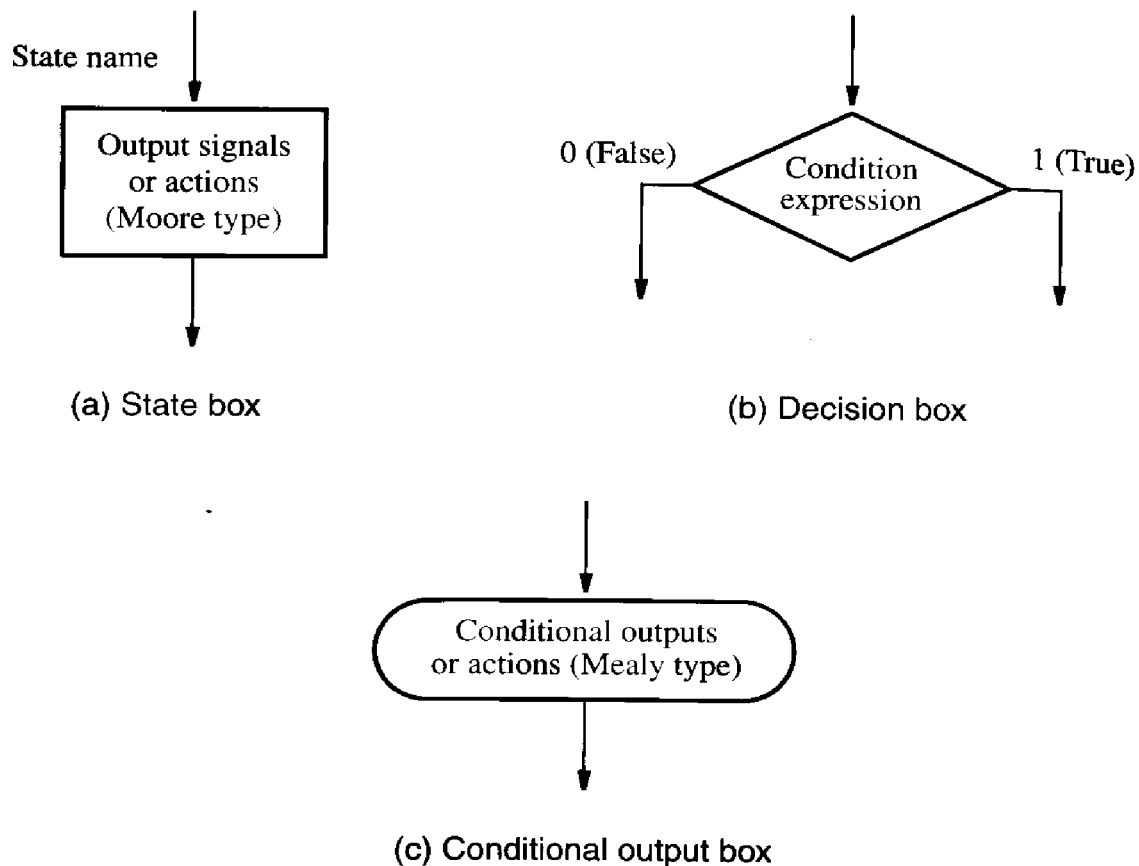 State name
Output signals
or actions
(Moore type)
(a) State box
0 (False)
Condition
expression
1 (True)
(b) Decision box
Conditional outputs
or actions (Mealy type)
(c) Conditional output box